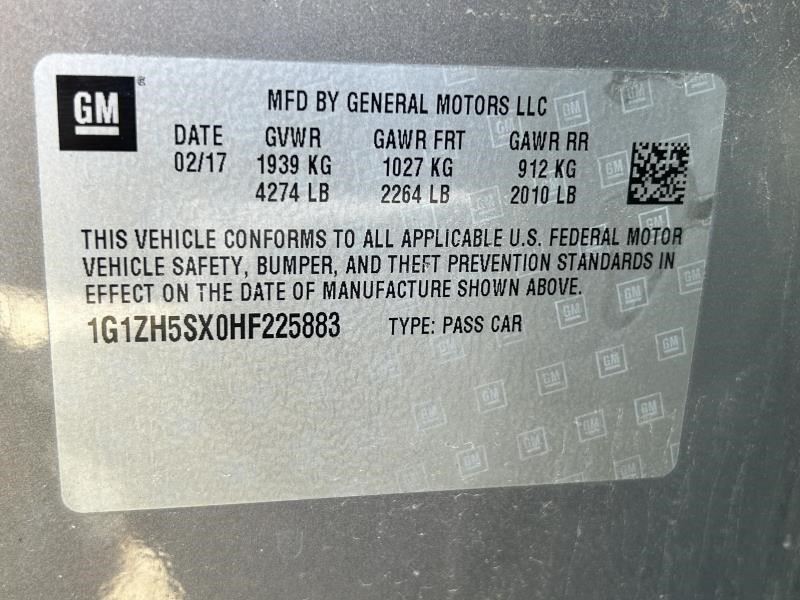 GM
MFD BY GENERAL MOTORS LLC
DATE GVWR GAWR FRT GAWR RR
02/17 1939 KG 1027 KG 912 KG
4274 LB 2264 LB 2010 LB
THIS VEHICLE CONFORMS TO ALL APPLICABLE U.S. FEDERAL MOTOR
VEHICLE SAFETY, BUMPER, AND THEFT PREVENTION STANDARDS IN
EFFECT ON THE DATE OF MANUFACTURE SHOWN ABOVE.
1G1ZH5SX0HF225883 TYPE: PASS CAR